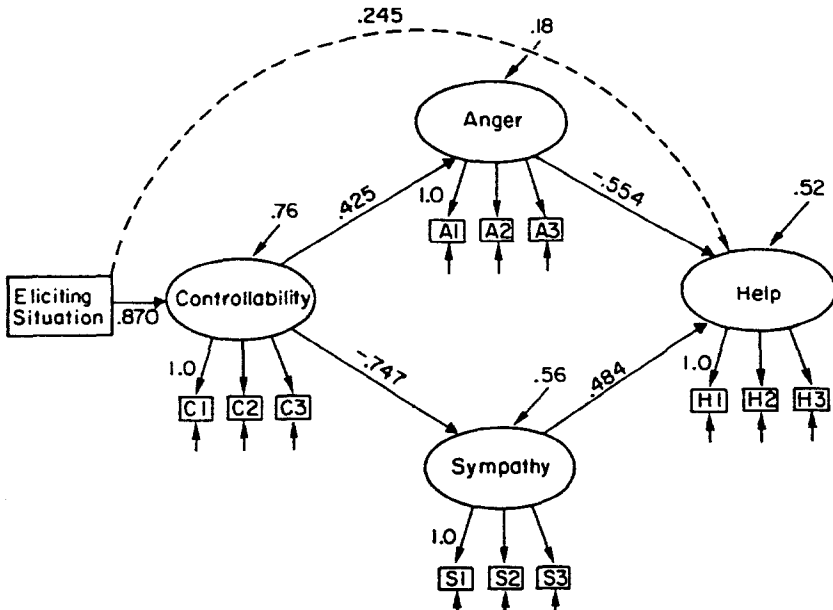 .245
.18
Anger
1.0
A1 A2 A3
.425
-.554
.52
.76
Eliciting
Situation
.870
Controllability
Help
1.0
C1 C2 C3
-.747
.484
1.0
H1 H2 H3
.56
Sympathy
1.0
S1 S2 S3